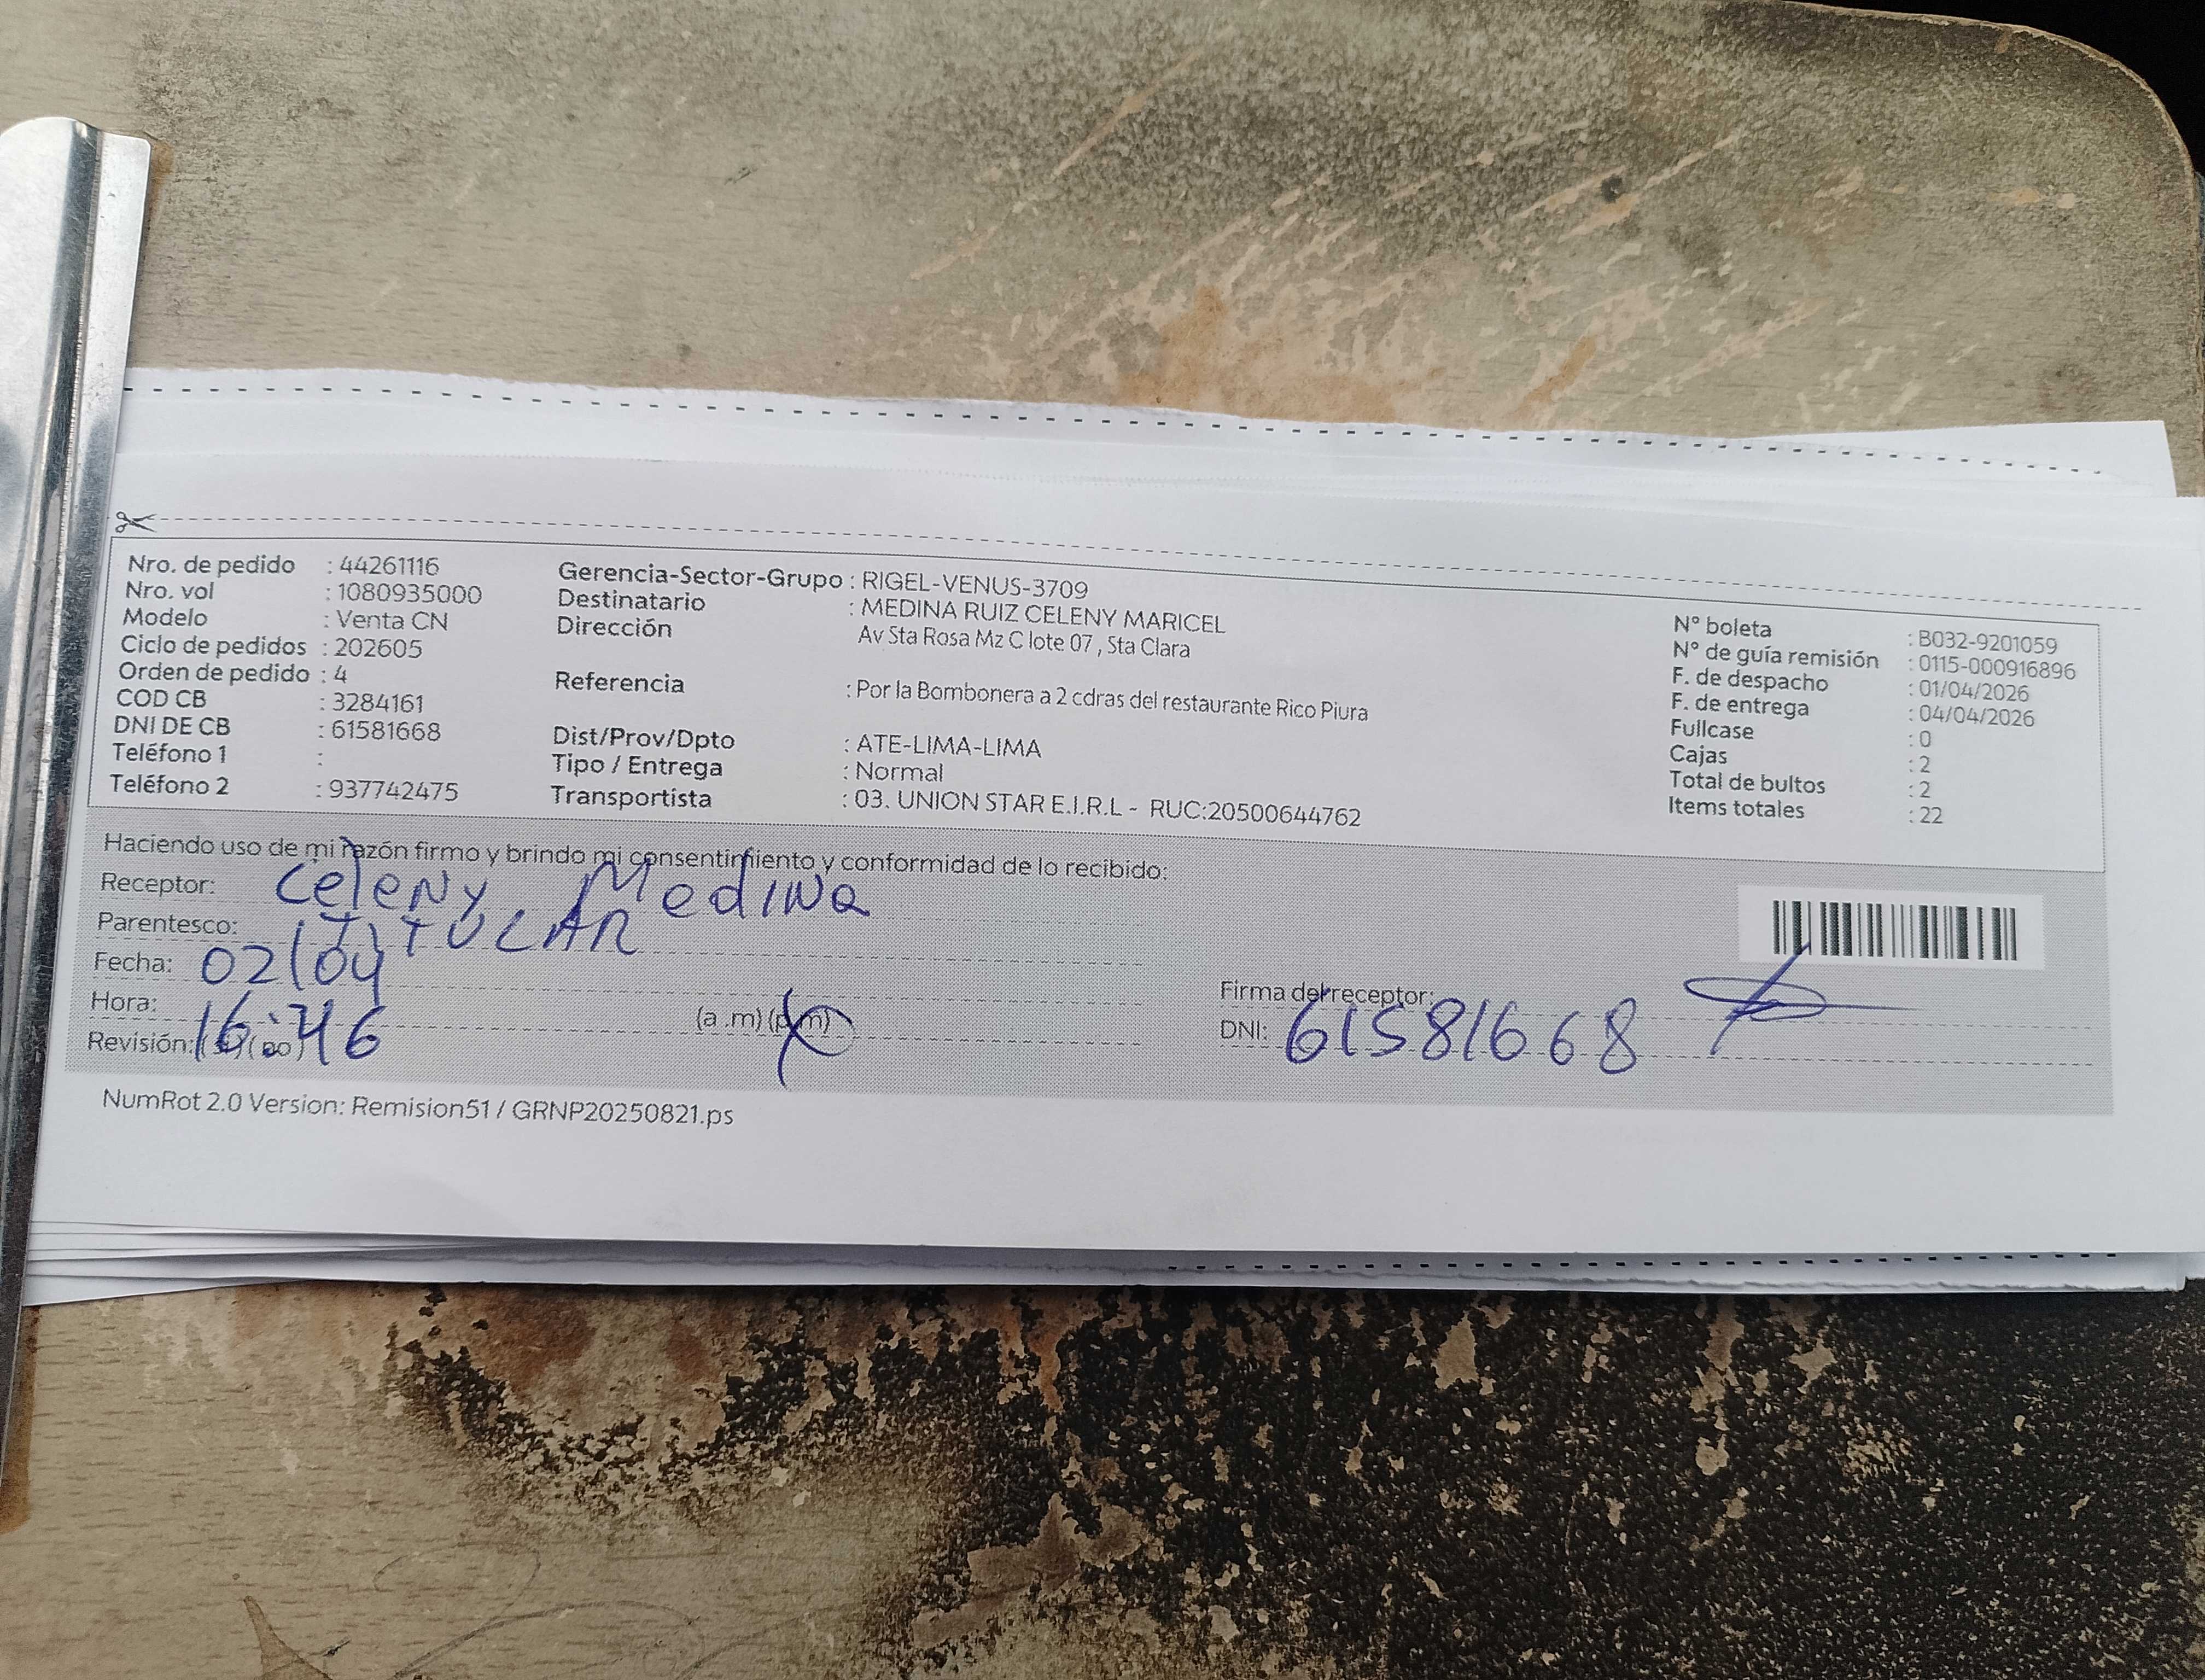 Nro. de pedido : 44261116
Nro. vol : 1080935000
Modelo : Venta CN
Ciclo de pedidos : 202605
Orden de pedido : 4
COD CB : 3284161
DNI DE CB : 61581668
Teléfono 1 :
Teléfono 2 : 937742475
Gerencia-Sector-Grupo : RIGEL-VENUS-3709
Destinatario : MEDINA RUIZ CELENY MARICEL
Dirección Av Sta Rosa Mz C lote 07 , Sta Clara
Referencia : Por la Bombonera a 2 cdras del restaurante Rico Piura
Dist/Prov/Dpto : ATE-LIMA-LIMA
Tipo / Entrega : Normal
Transportista : 03. UNION STAR E.I.R.L - RUC:20500644762
N° boleta : B032-9201059
N° de guía remisión : 0115-000916896
F. de despacho : 01/04/2026
F. de entrega : 04/04/2026
Fullcase : 0
Cajas : 2
Total de bultos : 2
Items totales : 22
Haciendo uso de mi razón firmo y brindo mi consentimiento y conformidad de lo recibido:
Receptor: Celeny Medina
Parentesco: TITULAR
Fecha: 02/04
Hora: 16:46 (a .m) (p.m)
Revisión: (si) (no)
Firma del receptor:
DNI: 61581668
NumRot 2.0 Version: Remision51 / GRNP20250821.ps